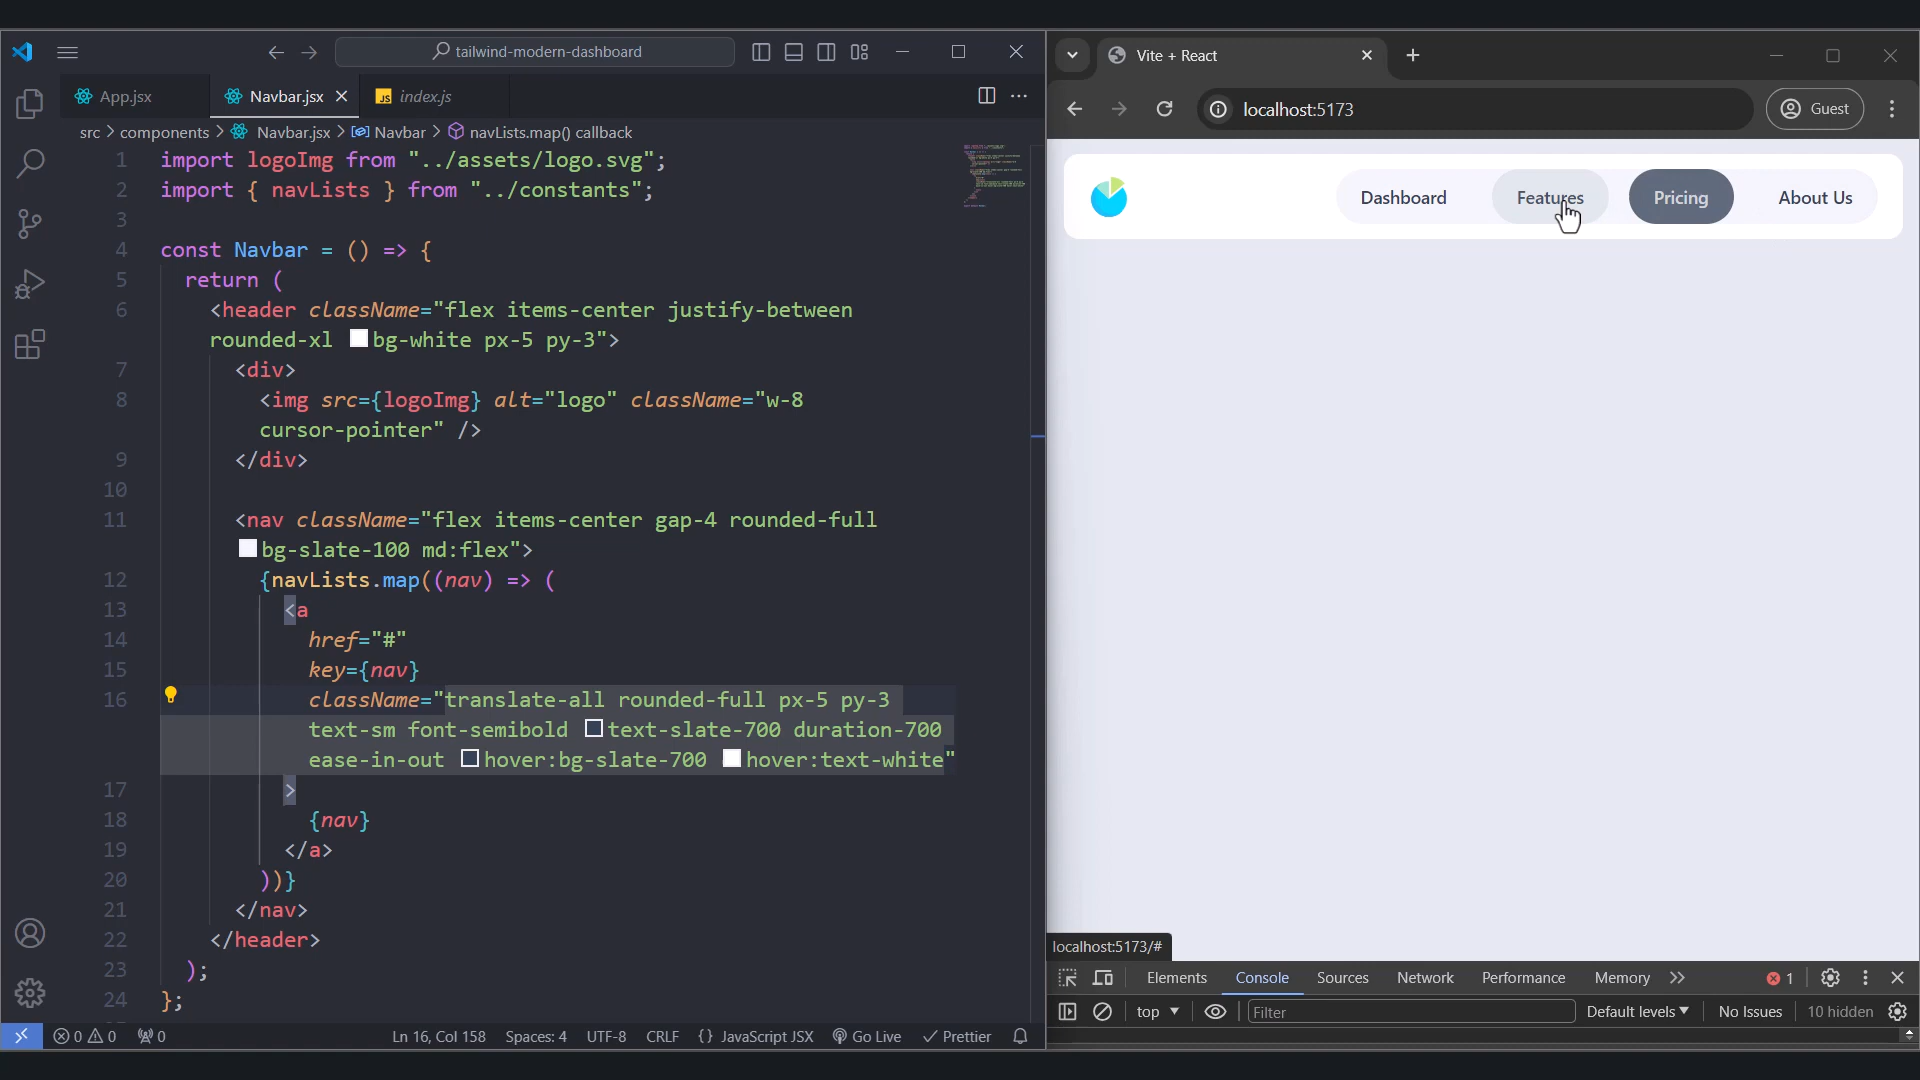 tailwind-modern-dashboard
App.jsx
Navbar.jsx
JS index.js
src > components > Navbar.jsx > Navbar > navLists.map() callback
1 import logoImg from "../assets/logo.svg";
2 import { navLists } from "../constants";
3
4 const Navbar = () => {
5 return (
6 <header className="flex items-center justify-between
rounded-xl bg-white px-5 py-3">
7 <div>
8 <img src={logoImg} alt="logo" className="w-8
cursor-pointer" />
9 </div>
10
11 <nav className="flex items-center gap-4 rounded-full
bg-slate-100 md:flex">
12 {navLists.map((nav) => (
13 <a
14 href="#"
15 key={nav}
16 className="translate-all rounded-full px-5 py-3
text-sm font-semibold text-slate-700 duration-700
ease-in-out hover:bg-slate-700 hover:text-white"
17 >
18 {nav}
19 </a>
20 ))}
21 </nav>
22 </header>
23 );
24 };
0 0 0
Ln 16, Col 158
Spaces: 4
UTF-8
CRLF
{} JavaScript JSX
Go Live
Prettier
Vite + React
localhost:5173
Guest
Dashboard
Features
Pricing
About Us
localhost:5173/#
Elements
Console
Sources
Network
Performance
Memory
1
top
Filter
Default levels
No Issues
10 hidden